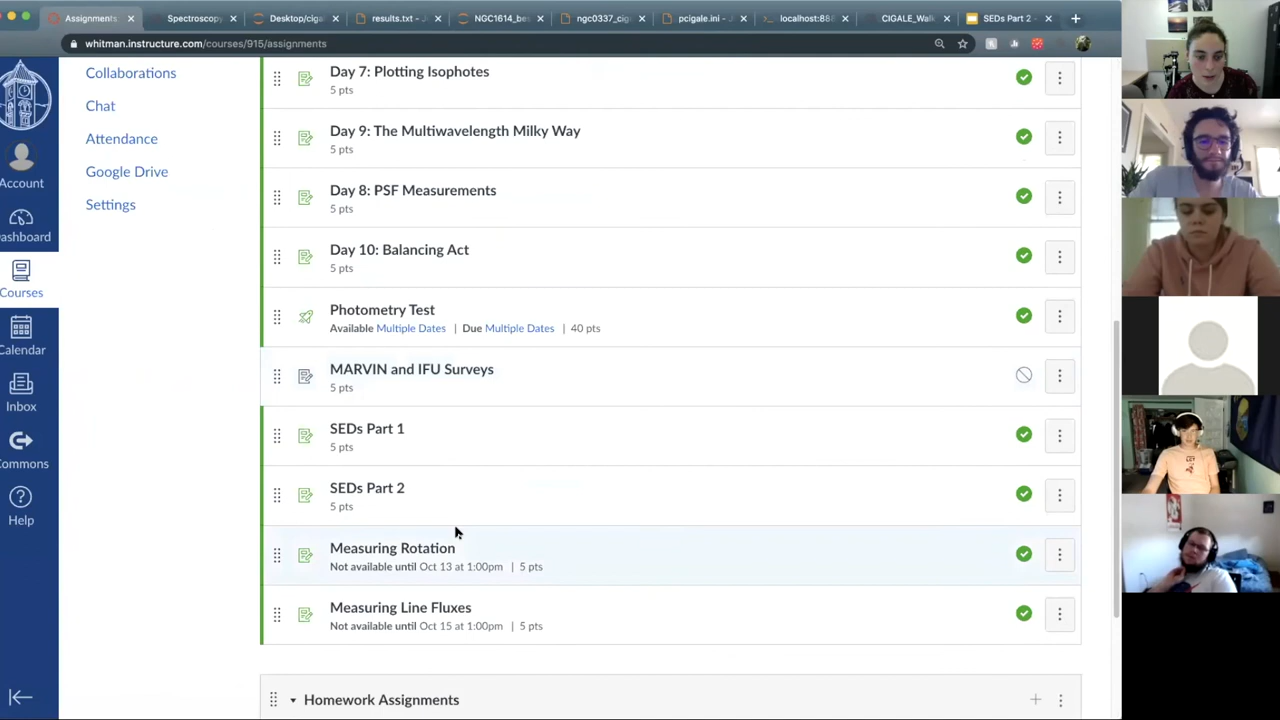 Assignments
Spectroscopy
Desktop/cigal
results.txt - J
NGC1614_be
ngc0337_cig
pcigale.ini - J
localhost:888
CIGALE_Walk
SEDs Part 2 -
whitman.instructure.com/courses/915/assignments
Account
Dashboard
Courses
Calendar
Inbox
Commons
Help
Collaborations
Chat
Attendance
Google Drive
Settings
Day 7: Plotting Isophotes
5 pts
Day 9: The Multiwavelength Milky Way
5 pts
Day 8: PSF Measurements
5 pts
Day 10: Balancing Act
5 pts
Photometry Test
Available Multiple Dates | Due Multiple Dates | 40 pts
MARVIN and IFU Surveys
5 pts
SEDs Part 1
5 pts
SEDs Part 2
5 pts
Measuring Rotation
Not available until Oct 13 at 1:00pm | 5 pts
Measuring Line Fluxes
Not available until Oct 15 at 1:00pm | 5 pts
Homework Assignments